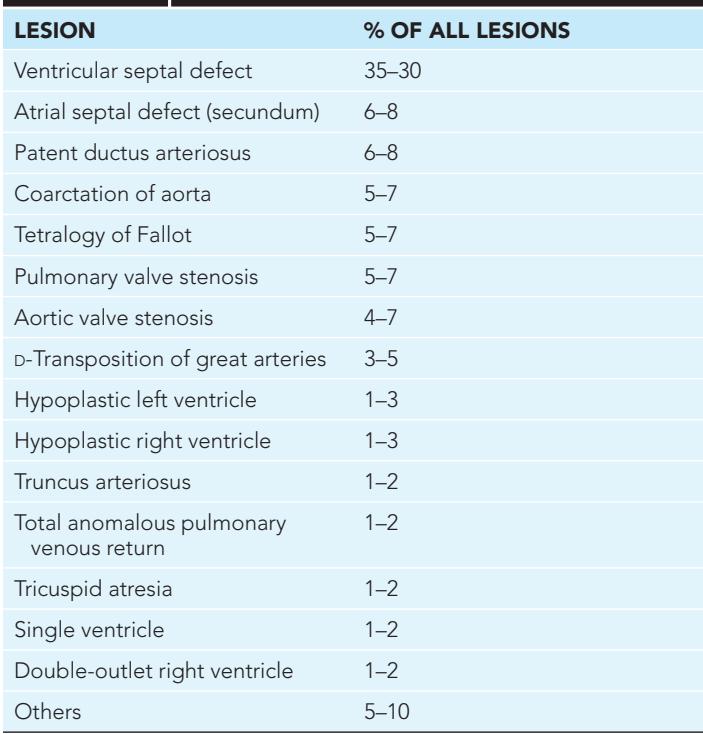 LESION % OF ALL LESIONS
Ventricular septal defect 35–30
Atrial septal defect (secundum) 6–8
Patent ductus arteriosus 6–8
Coarctation of aorta 5–7
Tetralogy of Fallot 5–7
Pulmonary valve stenosis 5–7
Aortic valve stenosis 4–7
D-Transposition of great arteries 3–5
Hypoplastic left ventricle 1–3
Hypoplastic right ventricle 1–3
Truncus arteriosus 1–2
Total anomalous pulmonary 1–2
venous return
Tricuspid atresia 1–2
Single ventricle 1–2
Double-outlet right ventricle 1–2
Others 5–10